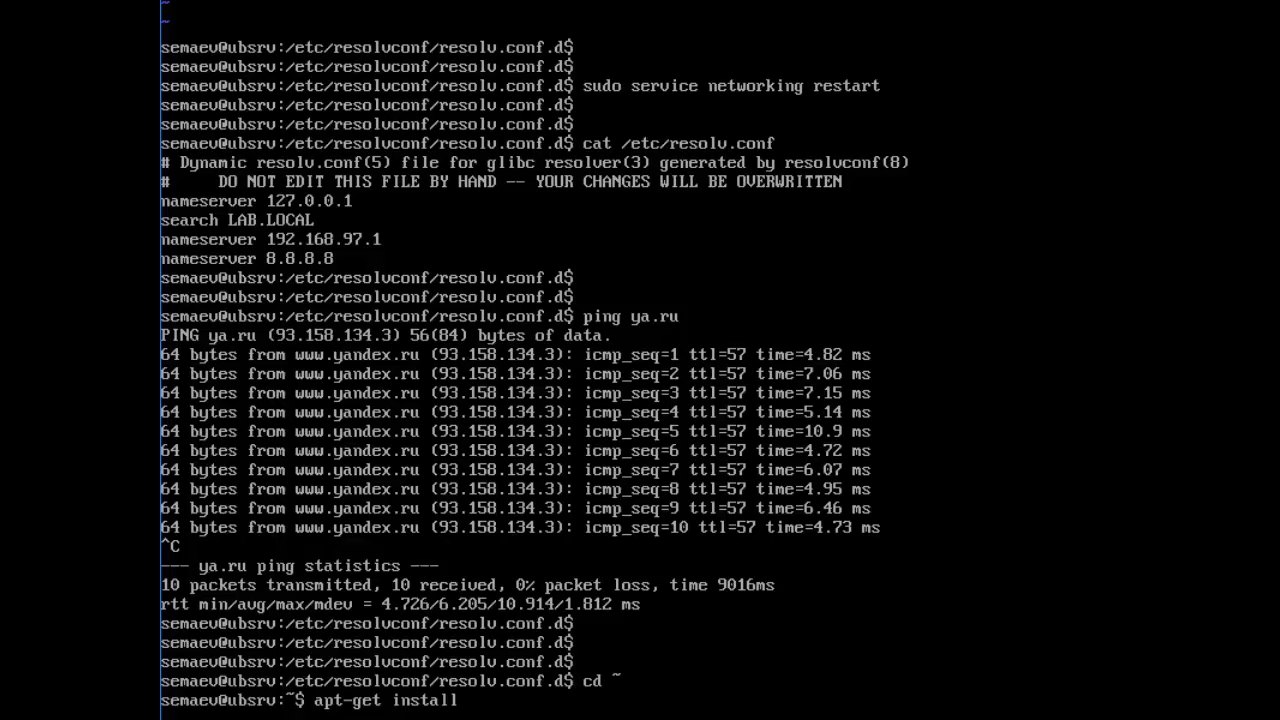 ~
~
semaev@ubsrv:/etc/resolvconf/resolv.conf.d$
semaev@ubsrv:/etc/resolvconf/resolv.conf.d$
semaev@ubsrv:/etc/resolvconf/resolv.conf.d$ sudo service networking restart
semaev@ubsrv:/etc/resolvconf/resolv.conf.d$
semaev@ubsrv:/etc/resolvconf/resolv.conf.d$
semaev@ubsrv:/etc/resolvconf/resolv.conf.d$ cat /etc/resolv.conf
# Dynamic resolv.conf(5) file for glibc resolver(3) generated by resolvconf(8)
#     DO NOT EDIT THIS FILE BY HAND -- YOUR CHANGES WILL BE OVERWRITTEN
nameserver 127.0.0.1
search LAB.LOCAL
nameserver 192.168.97.1
nameserver 8.8.8.8
semaev@ubsrv:/etc/resolvconf/resolv.conf.d$
semaev@ubsrv:/etc/resolvconf/resolv.conf.d$
semaev@ubsrv:/etc/resolvconf/resolv.conf.d$ ping ya.ru
PING ya.ru (93.158.134.3) 56(84) bytes of data.
64 bytes from www.yandex.ru (93.158.134.3): icmp_seq=1 ttl=57 time=4.82 ms
64 bytes from www.yandex.ru (93.158.134.3): icmp_seq=2 ttl=57 time=7.06 ms
64 bytes from www.yandex.ru (93.158.134.3): icmp_seq=3 ttl=57 time=7.15 ms
64 bytes from www.yandex.ru (93.158.134.3): icmp_seq=4 ttl=57 time=5.14 ms
64 bytes from www.yandex.ru (93.158.134.3): icmp_seq=5 ttl=57 time=10.9 ms
64 bytes from www.yandex.ru (93.158.134.3): icmp_seq=6 ttl=57 time=4.72 ms
64 bytes from www.yandex.ru (93.158.134.3): icmp_seq=7 ttl=57 time=6.07 ms
64 bytes from www.yandex.ru (93.158.134.3): icmp_seq=8 ttl=57 time=4.95 ms
64 bytes from www.yandex.ru (93.158.134.3): icmp_seq=9 ttl=57 time=6.46 ms
64 bytes from www.yandex.ru (93.158.134.3): icmp_seq=10 ttl=57 time=4.73 ms
^C
--- ya.ru ping statistics ---
10 packets transmitted, 10 received, 0% packet loss, time 9016ms
rtt min/avg/max/mdev = 4.726/6.205/10.914/1.812 ms
semaev@ubsrv:/etc/resolvconf/resolv.conf.d$
semaev@ubsrv:/etc/resolvconf/resolv.conf.d$
semaev@ubsrv:/etc/resolvconf/resolv.conf.d$
semaev@ubsrv:/etc/resolvconf/resolv.conf.d$ cd ~
semaev@ubsrv:~$ apt-get install